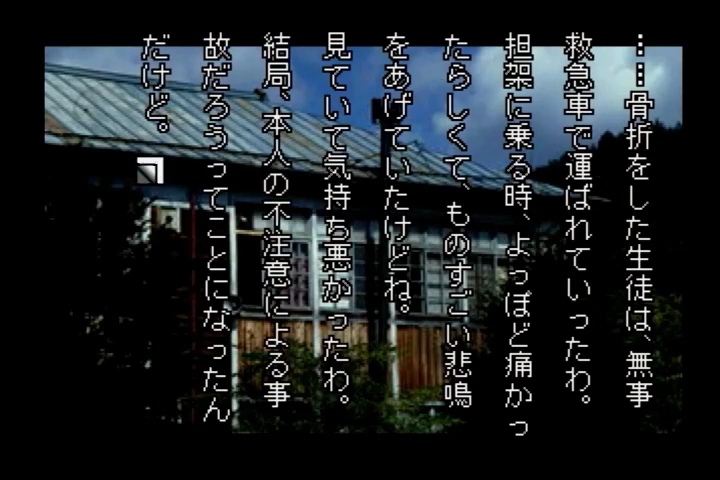 ……骨折をした生徒は、無事
救急車で運ばれていったわ。
担架に乗る時、よっぽど痛かっ
たらしくて、ものすごい悲鳴
をあげていたけどね。
見ていて気持ち悪かったわ。
結局、本人の不注意による事
故だろうってことになったん
だけど。